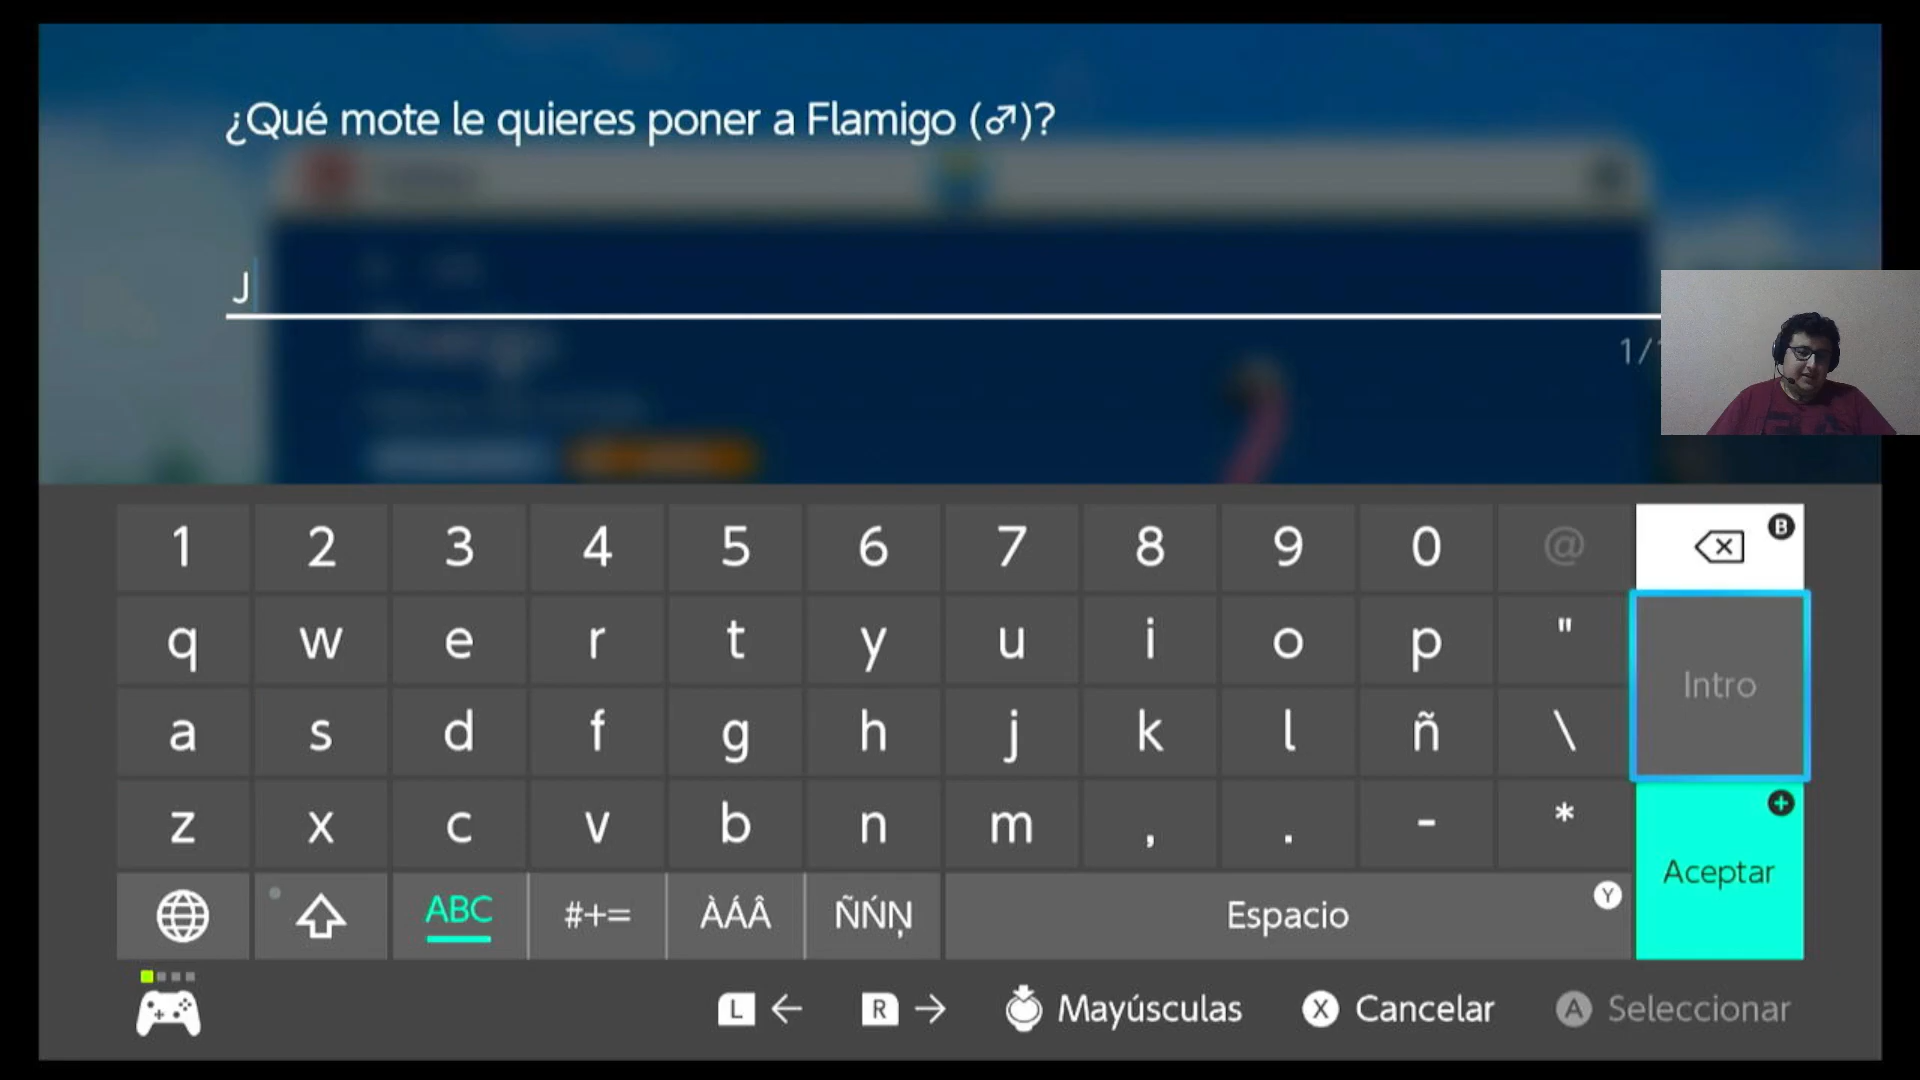 ¿Qué mote le quieres poner a Flamigo (♂)?
J
1/
1 2 3 4 5 6 7 8 9 0 @ B
q w e r t y u i o p "
Intro
a s d f g h j k l ñ \
z x c v b n m , . - * +
Aceptar
ABC #+= ÀÁÂ ÑŃŅ Espacio Y
L ← R → Mayúsculas X Cancelar A Seleccionar